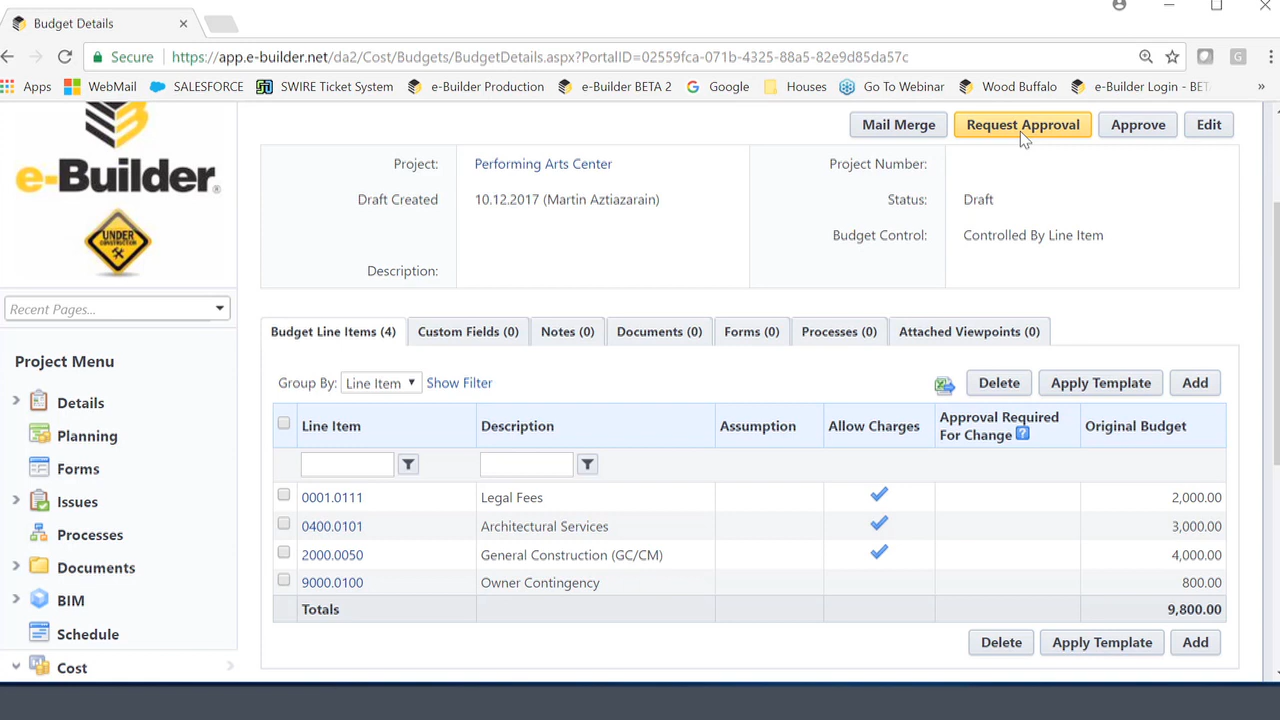 Budget Details
Secure https://app.e-builder.net/da2/Cost/Budgets/BudgetDetails.aspx?PortalID=02559fca-071b-4325-88a5-82e9d85da57c
Apps WebMail SALESFORCE SWIRE Ticket System e-Builder Production e-Builder BETA 2 Google Houses Go To Webinar Wood Buffalo e-Builder Login - BET »
e-Builder®
UNDER CONSTRUCTION
Mail Merge Request Approval Approve Edit
Project: Performing Arts Center Project Number:
Draft Created 10.12.2017 (Martin Aztiazarain) Status: Draft
Budget Control: Controlled By Line Item
Description:
Recent Pages...
Project Menu
Details
Planning
Forms
Issues
Processes
Documents
BIM
Schedule
Cost
Budget Line Items (4) Custom Fields (0) Notes (0) Documents (0) Forms (0) Processes (0) Attached Viewpoints (0)
Group By: Line Item Show Filter Delete Apply Template Add
Line Item Description Assumption Allow Charges Approval Required For Change ? Original Budget
0001.0111 Legal Fees 2,000.00
0400.0101 Architectural Services 3,000.00
2000.0050 General Construction (GC/CM) 4,000.00
9000.0100 Owner Contingency 800.00
Totals 9,800.00
Delete Apply Template Add